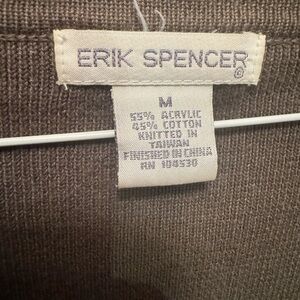 ERIK SPENCER®
M
55% ACRYLIC
45% COTTON
KNITTED IN
TAIWAN
FINISHED IN CHINA
RN 104530